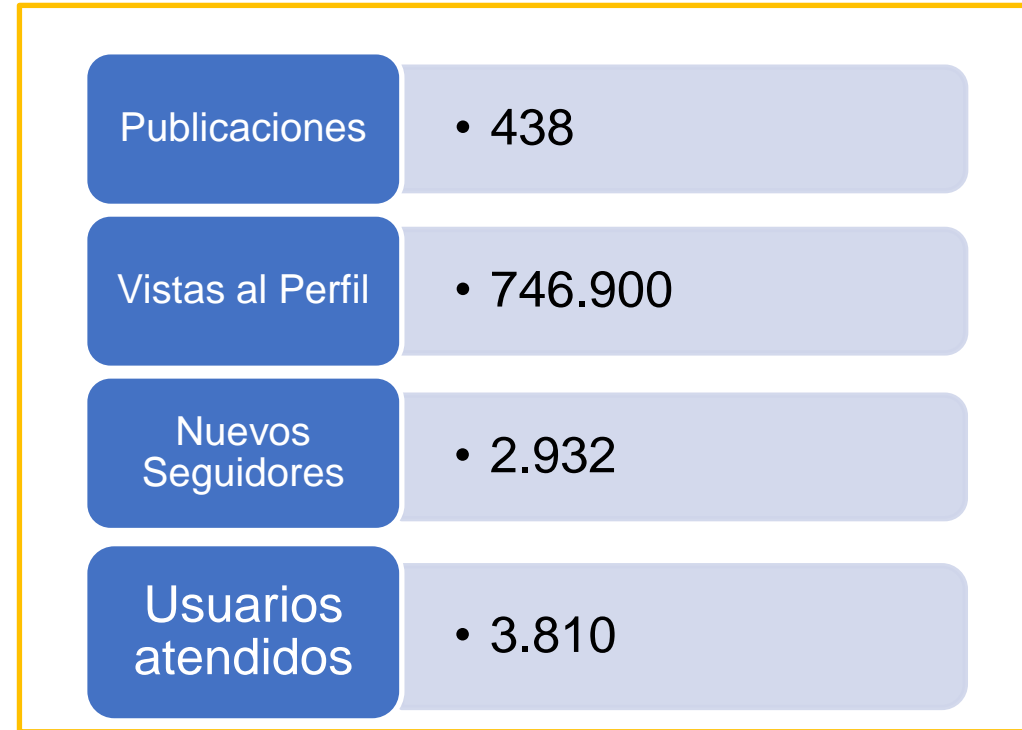 Publicaciones
• 438
Vistas al Perfil
• 746.900
Nuevos
Seguidores
• 2.932
Usuarios
atendidos
• 3.810